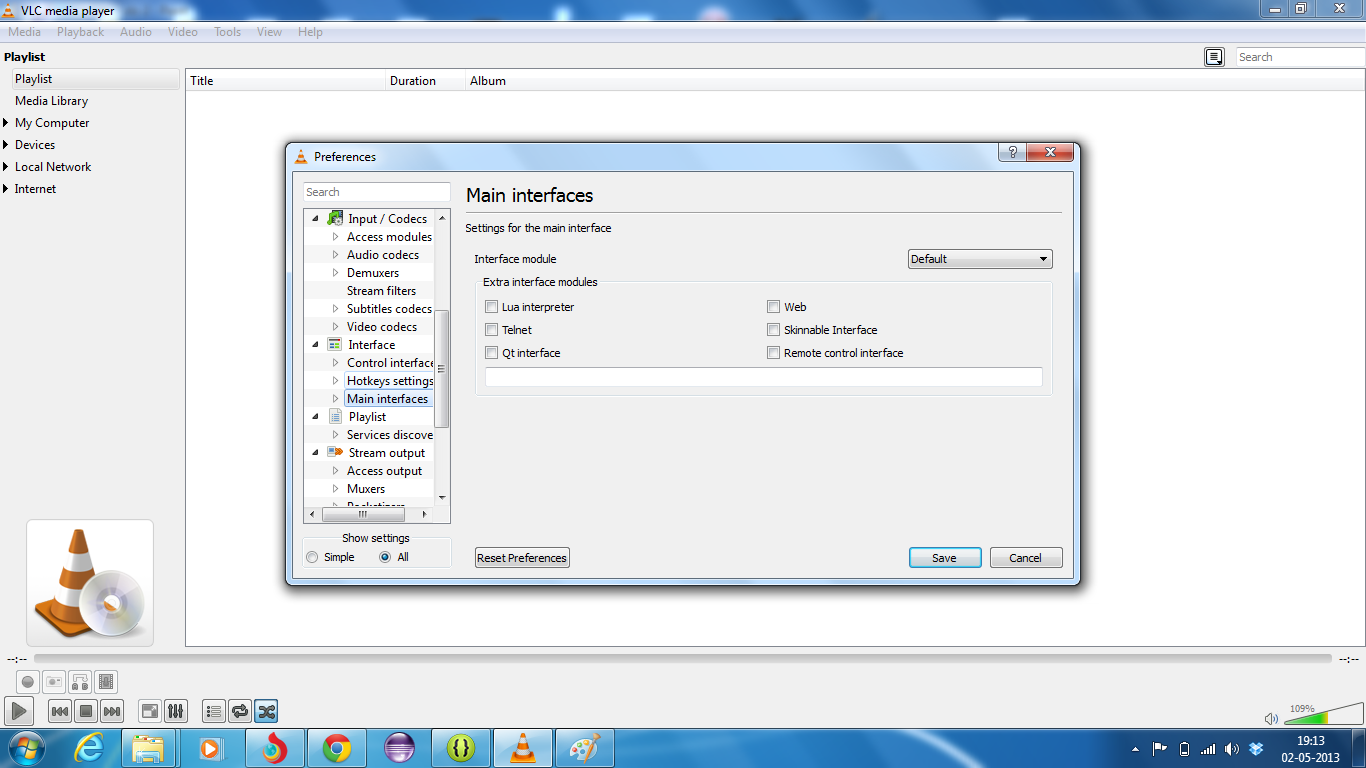 VLC media player
Media Playback Audio Video Tools View Help
Playlist
Search
Playlist
Media Library
My Computer
Devices
Local Network
Internet
Title Duration Album
Preferences
Search
Input / Codecs
Access modules
Audio codecs
Demuxers
Stream filters
Subtitles codecs
Video codecs
Interface
Control interface
Hotkeys settings
Main interfaces
Playlist
Services discove
Stream output
Access output
Muxers
Show settings
Simple All
Main interfaces
Settings for the main interface
Interface module Default
Extra interface modules
Lua interpreter Web
Telnet Skinnable Interface
Qt interface Remote control interface
Reset Preferences Save Cancel
--:-- --:--
109%
19:13
02-05-2013